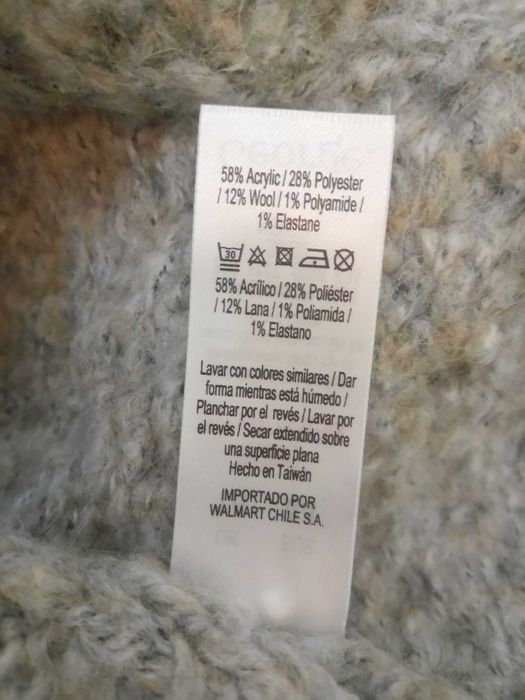 58% Acrylic / 28% Polyester
/ 12% Wool / 1% Polyamide /
1% Elastane
30
58% Acrílico / 28% Poliéster
/ 12% Lana / 1% Poliamida /
1% Elastano
Lavar con colores similares / Dar
forma mientras está húmedo /
Planchar por el revés / Lavar por
el revés / Secar extendido sobre
una superficie plana
Hecho en Taiwán
IMPORTADO POR
WALMART CHILE S.A.